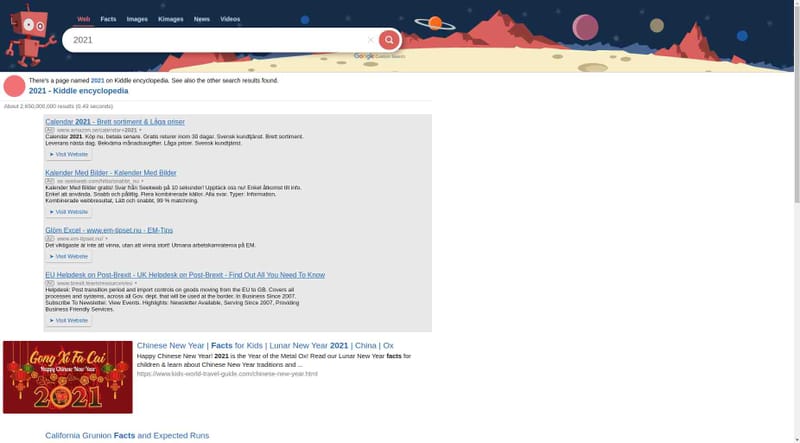 Web Facts Images Kimages News Videos
2021
Google Custom Search
There's a page named 2021 on Kiddle encyclopedia. See also the other search results found.
2021 - Kiddle encyclopedia
About 2,650,000,000 results (0.43 seconds)
Calendar 2021 - Brett sortiment & Låga priser
Ad www.amazon.se/calendar+2021
Calendar 2021. Köp nu, betala senare. Gratis returer inom 30 dagar. Svensk kundtjänst. Brett sortiment.
Leverans nästa dag. Bekväma månadsavgifter. Låga priser. Svensk kundtjänst.
Visit Website
Kalender Med Bilder - Kalender Med Bilder
Ad
Kalender Med Bilder gratis! Svar från Seekweb på 10 sekunder! Upptäck oss nu! Enkel åtkomst till info.
Enkel att använda. Snabb och pålitlig. Flera kombinerade källor. Alla svar. Typer: Information,
Kombinerade webbresultat, Lätt och snabbt, 99 % matchning.
Visit Website
Glöm Excel - www.em-tipset.nu - EM-Tips
Ad www.em-tipset.nu/
Det viktigaste är inte att vinna, utan att vinna stort! Utmana arbetskamraterna på EM.
Visit Website
EU Helpdesk on Post-Brexit - UK Helpdesk on Post-Brexit - Find Out All You Need To Know
Ad
Helpdesk: Post transition period and import controls on goods moving from the EU to GB. Covers all
processes and systems, across all Gov. dept. that will be used at the border. In Business Since 2007.
Subscribe To Newsletter. View Events. Highlights: Newsletter Available, Serving Since 2007, Providing
Business Friendly Services.
Visit Website
Gong Xi Fa Cai
Happy Chinese New Year
2021
Chinese New Year | Facts for Kids | Lunar New Year 2021 | China | Ox
Happy Chinese New Year! 2021 is the Year of the Metal Ox! Read our Lunar New Year facts for
children & learn about Chinese New Year traditions and ...
https://www.kids-world-travel-guide.com/chinese-new-year.html
California Grunion Facts and Expected Runs